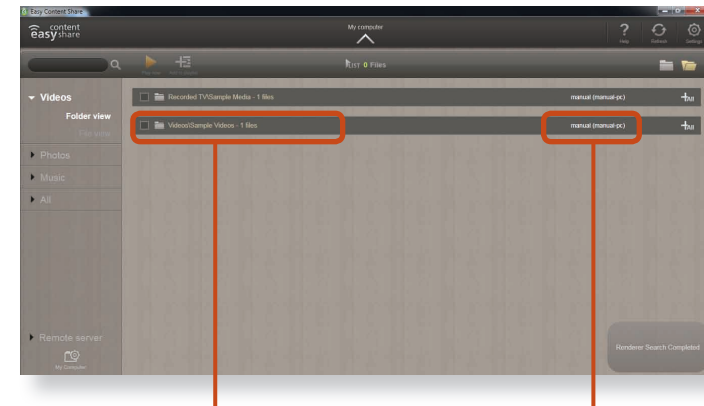 Easy Content Share
content
easy share
My computer
Help
Refresh
Settings
Play now
Add to playlist
LIST 0 Files
Videos
Folder view
File view
Photos
Music
All
Remote server
My Computer
Recorded TV\Sample Media - 1 files
manual (manual-pc)
Videos\Sample Videos - 1 files
manual (manual-pc)
Renderer Search Completed